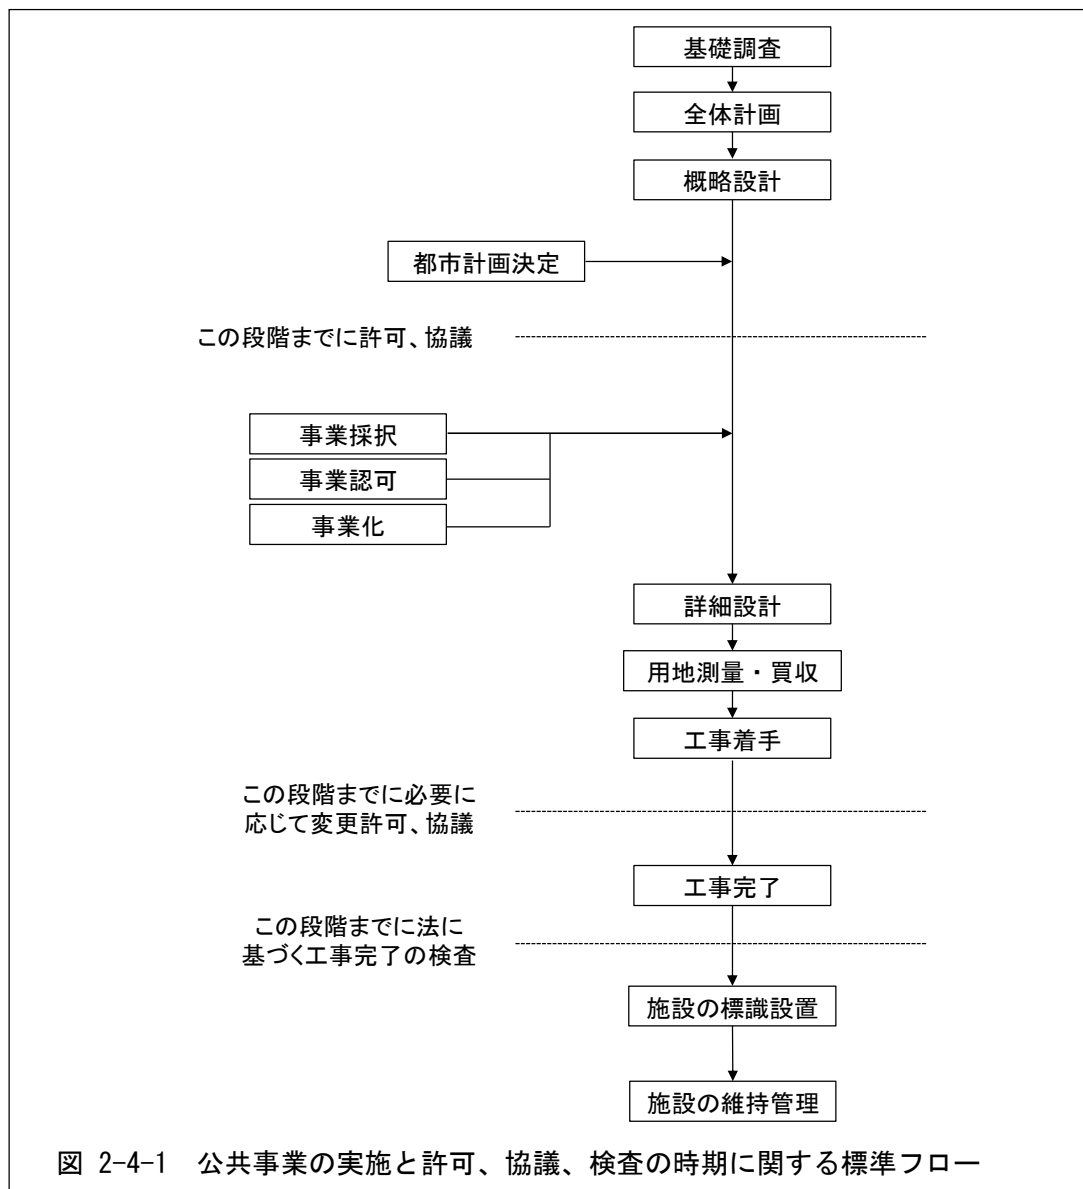 基礎調査
全体計画
概略設計
都市計画決定
この段階までに許可、協議
事業採択
事業認可
事業化
詳細設計
用地測量・買収
工事着手
この段階までに必要に
応じて変更許可、協議
工事完了
この段階までに法に
基づく工事完了の検査
施設の標識設置
施設の維持管理
図 2-4-1 公共事業の実施と許可、協議、検査の時期に関する標準フロー